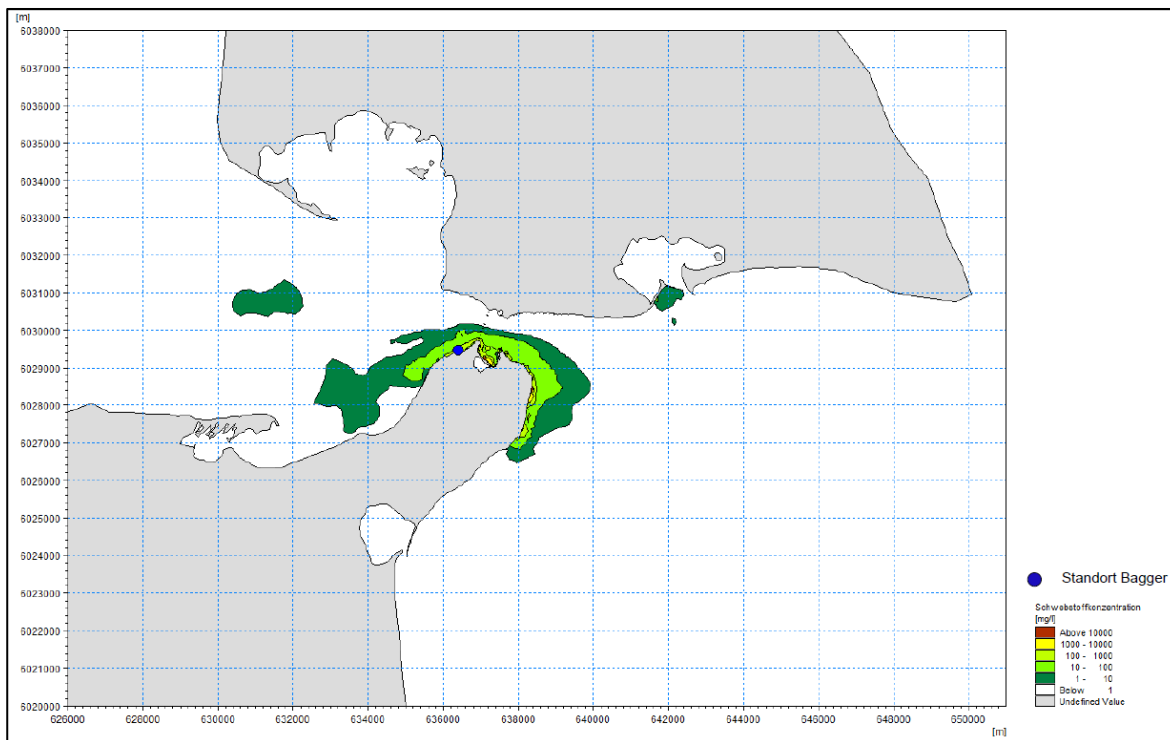 [m]
6038000
6037000
6036000
6035000
6034000
6033000
6032000
6031000
6030000
6029000
6028000
6027000
6026000
6025000
6024000
6023000
6022000
6021000
6020000
626000 628000 630000 632000 634000 636000 638000 640000 642000 644000 646000 648000 650000
[m]
Standort Bagger
Schwebstoffkonzentration
[mg/l]
Above 10000
1000 - 10000
100 - 1000
10 - 100
1 - 10
Below 1
Undefined Value